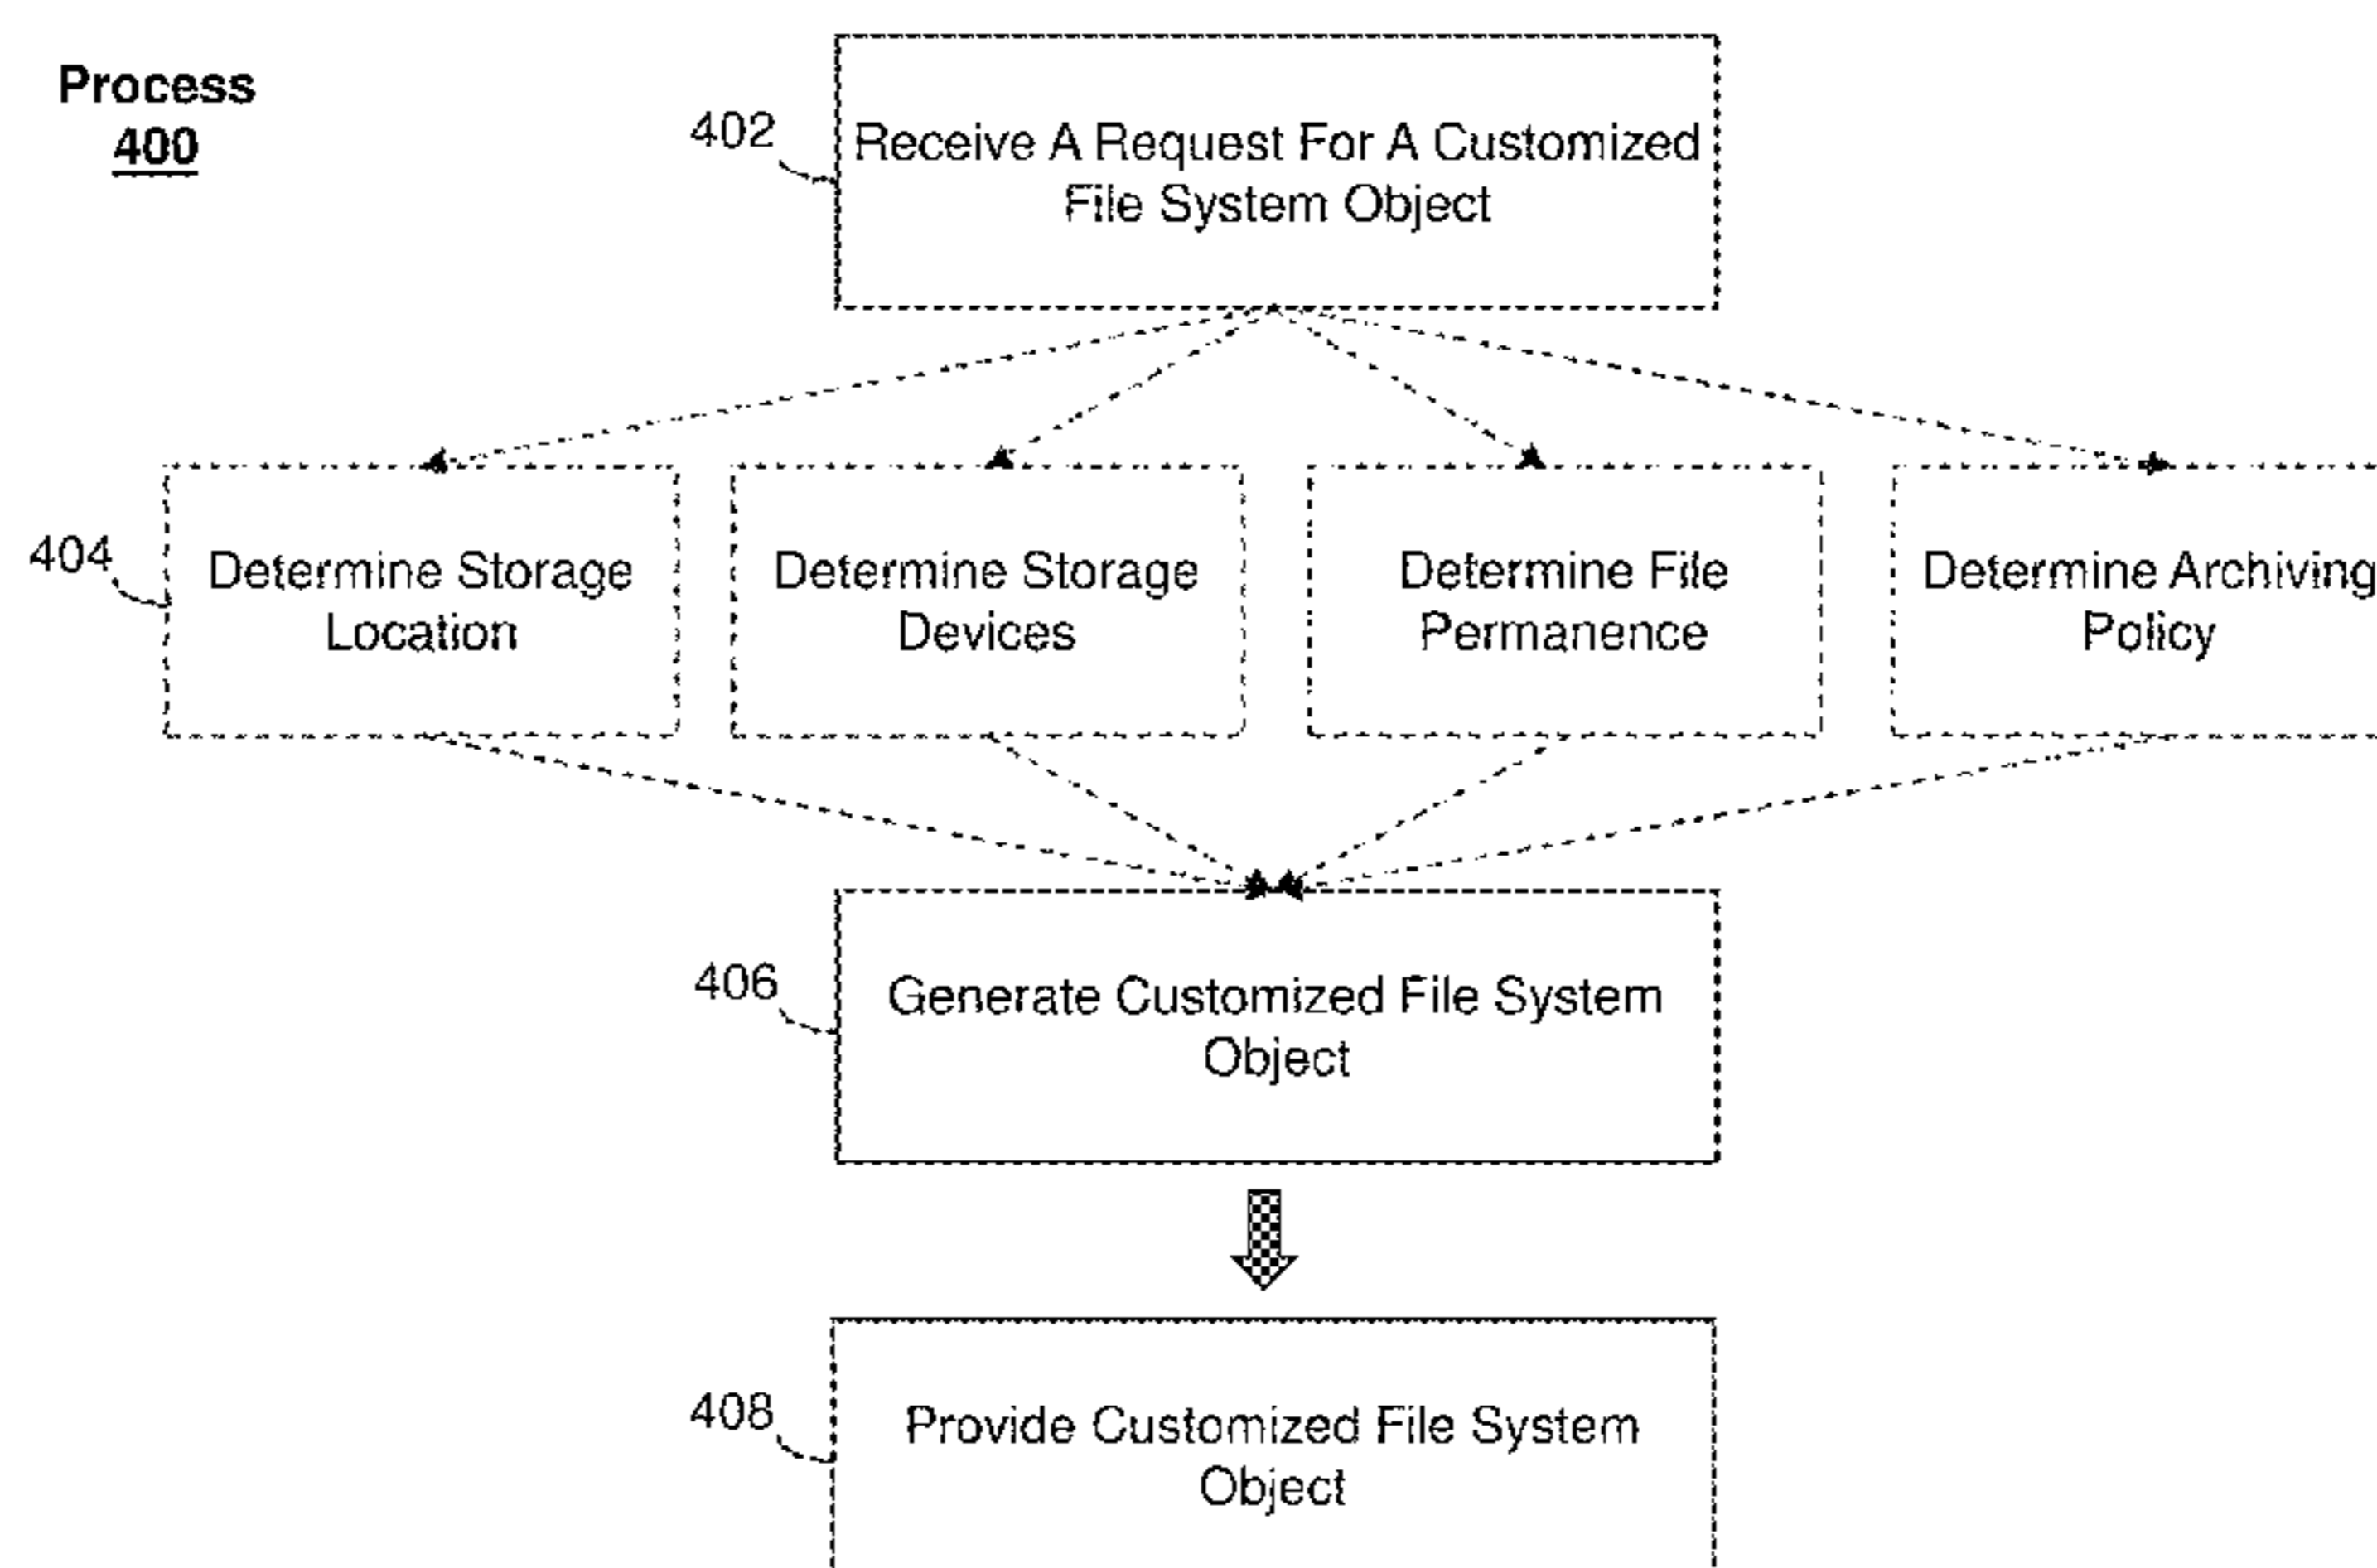 Process
400
402
Receive A Request For A Customized
File System Object
404
Determine Storage
Location
Determine Storage
Devices
Determine File
Permanence
Determine Archiving
Policy
406
Generate Customized File System
Object
408
Provide Customized File System
Object